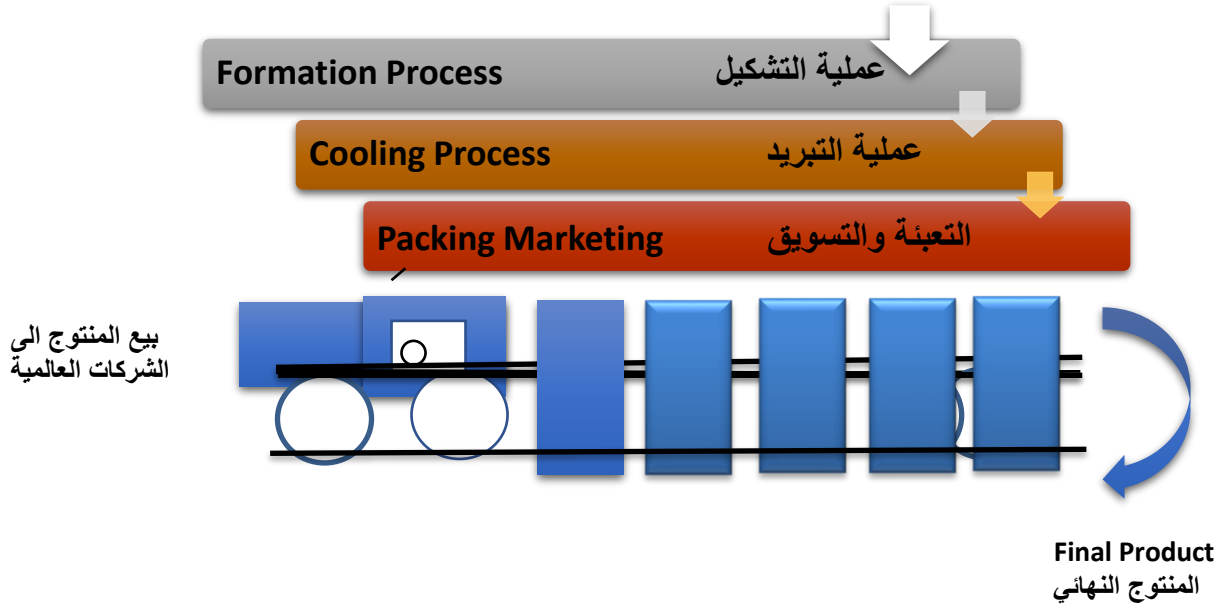 Formation Process عملية التشكيل
Cooling Process عملية التبريد
Packing Marketing التعبئة والتسويق
بيع المنتوج الى
الشركات العالمية
Final Product
المنتوج النهائي